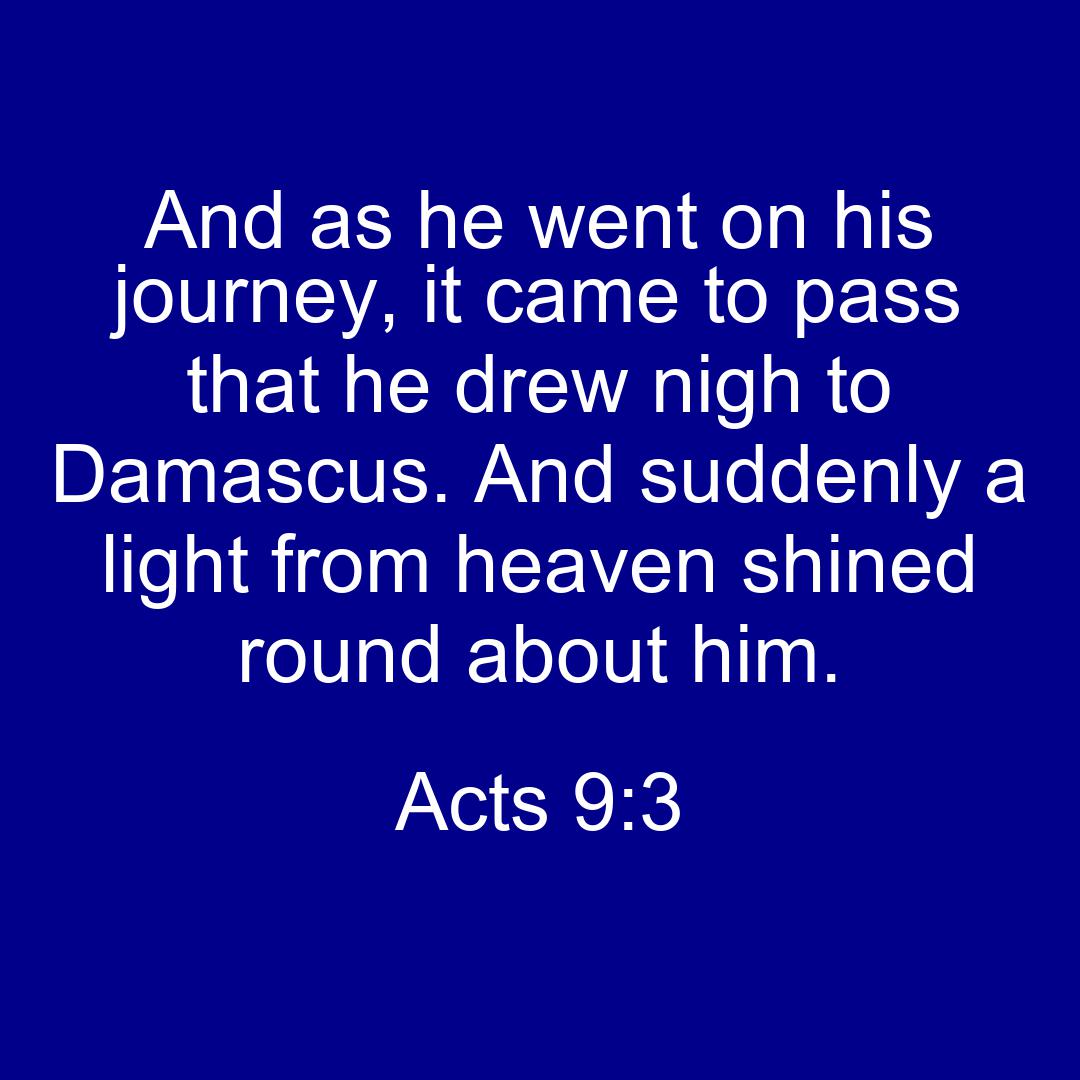 And as he went on his
journey, it came to pass
that he drew nigh to
Damascus. And suddenly a
light from heaven shined
round about him.
Acts 9:3